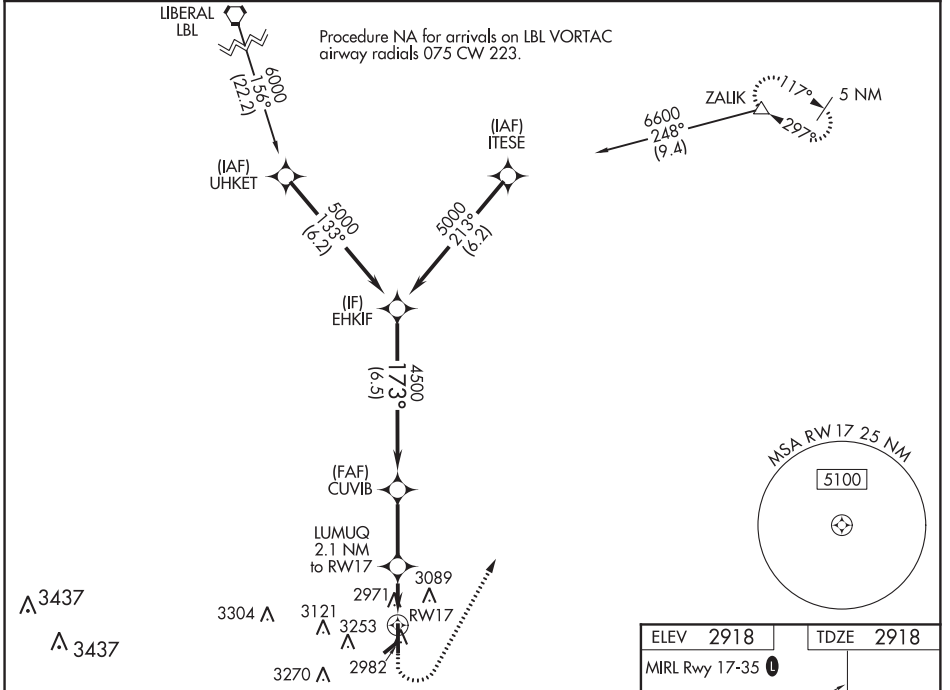 LIBERAL
LBL
Procedure NA for arrivals on LBL VORTAC
airway radials 075 CW 223.
6000
156°
(22.2)
ZALIK
117°
5 NM
297°
6600
248°
(9.4)
(IAF)
ITESE
(IAF)
UHKET
5000
133°
(6.2)
5000
213°
(6.2)
(IF)
EHKIF
4500
173°
(6.5)
MSA RW 17 25 NM
5100
(FAF)
CUVIB
LUMUQ
2.1 NM
to RW17
3089
2971
3437
3304
3121
RW17
3253
3437
2982
3270
ELEV 2918
TDZE 2918
MIRL Rwy 17-35 L